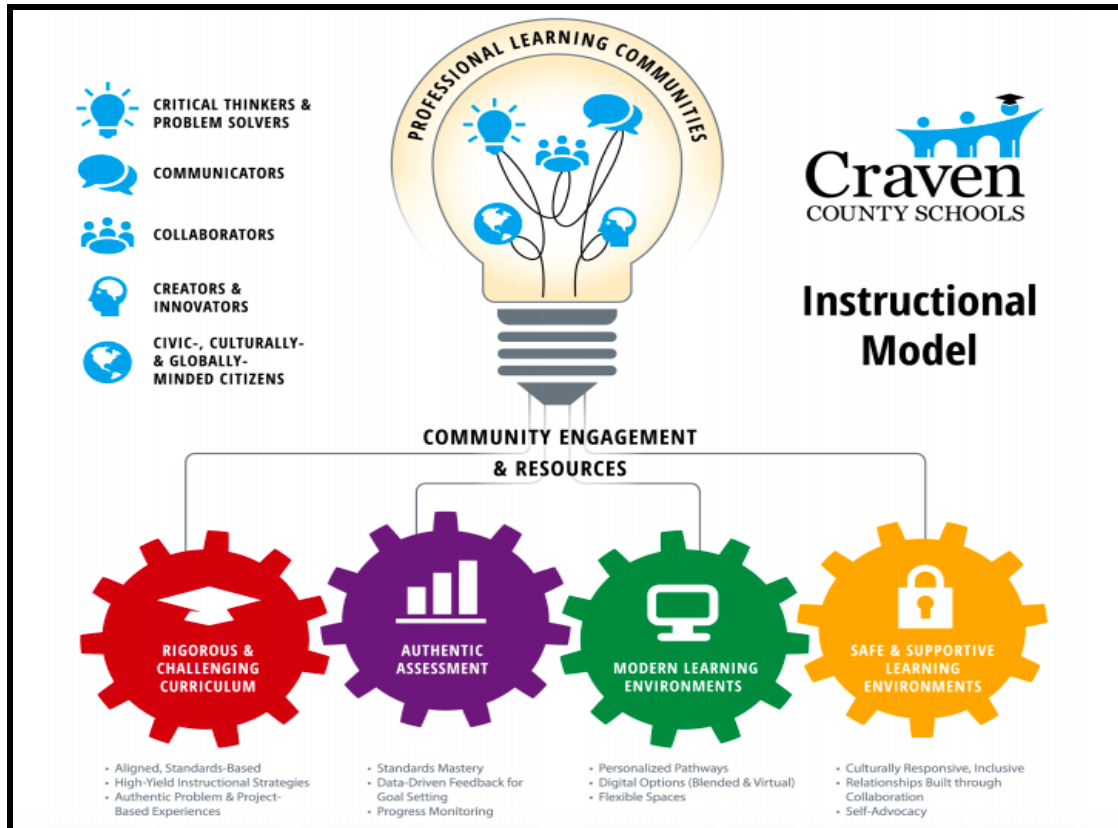 PROFESSIONAL LEARNING COMMUNITIES
CRITICAL THINKERS &
PROBLEM SOLVERS
COMMUNICATORS
COLLABORATORS
CREATORS &
INNOVATORS
CIVIC-, CULTURALLY-
& GLOBALLY-
MINDED CITIZENS
Craven
COUNTY SCHOOLS
Instructional
Model
COMMUNITY ENGAGEMENT
& RESOURCES
RIGOROUS &
CHALLENGING
CURRICULUM
• Aligned, Standards-Based
• High-Yield Instructional Strategies
• Authentic Problem & Project-
Based Experiences
AUTHENTIC
ASSESSMENT
• Standards Mastery
• Data-Driven Feedback for
Goal Setting
• Progress Monitoring
MODERN LEARNING
ENVIRONMENTS
• Personalized Pathways
• Digital Options (Blended & Virtual)
• Flexible Spaces
SAFE & SUPPORTIVE
LEARNING
ENVIRONMENTS
• Culturally Responsive, Inclusive
• Relationships Built through
Collaboration
• Self-Advocacy